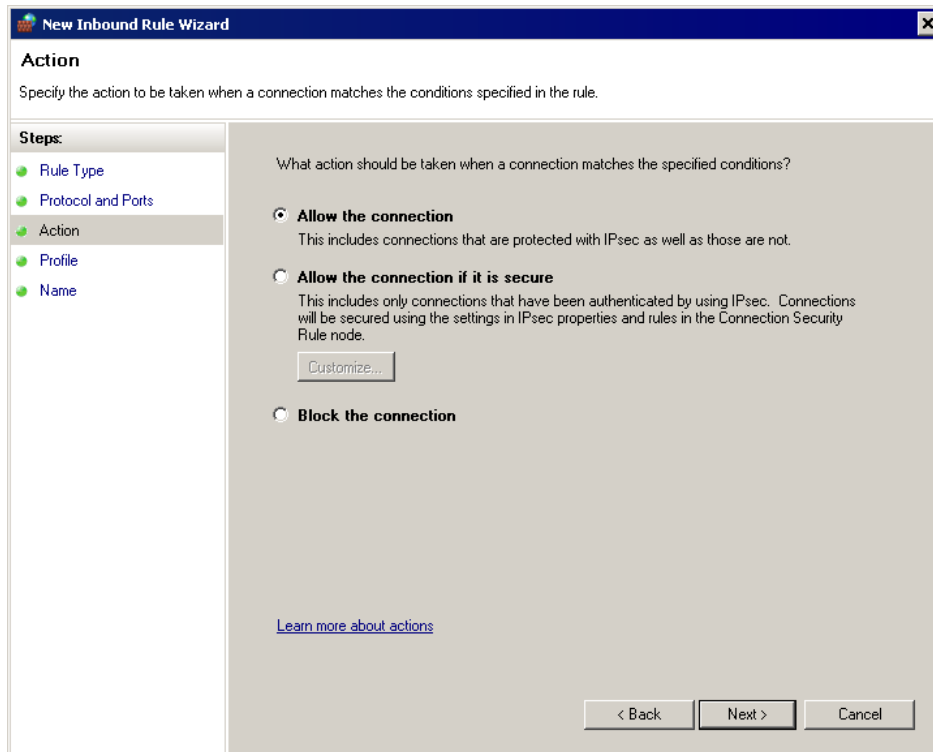 New Inbound Rule Wizard
Action
Specify the action to be taken when a connection matches the conditions specified in the rule.
Steps:
Rule Type
Protocol and Ports
Action
Profile
Name
What action should be taken when a connection matches the specified conditions?
Allow the connection
This includes connections that are protected with IPsec as well as those are not.
Allow the connection if it is secure
This includes only connections that have been authenticated by using IPsec. Connections
will be secured using the settings in IPsec properties and rules in the Connection Security
Rule node.
Customize...
Block the connection
Learn more about actions
< Back
Next >
Cancel